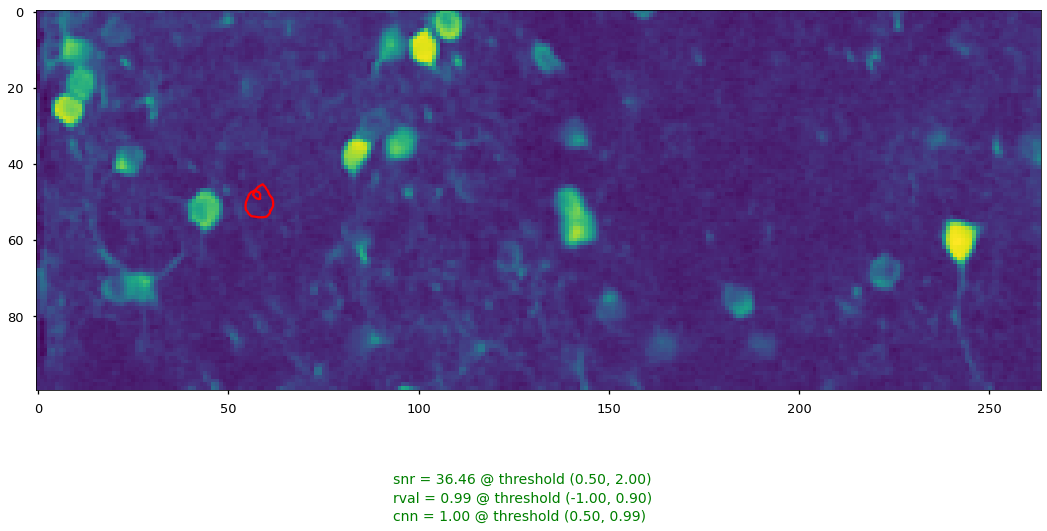 0
20
40
60
80
0 50 100 150 200 250
snr = 36.46 @ threshold (0.50, 2.00)
rval = 0.99 @ threshold (-1.00, 0.90)
cnn = 1.00 @ threshold (0.50, 0.99)